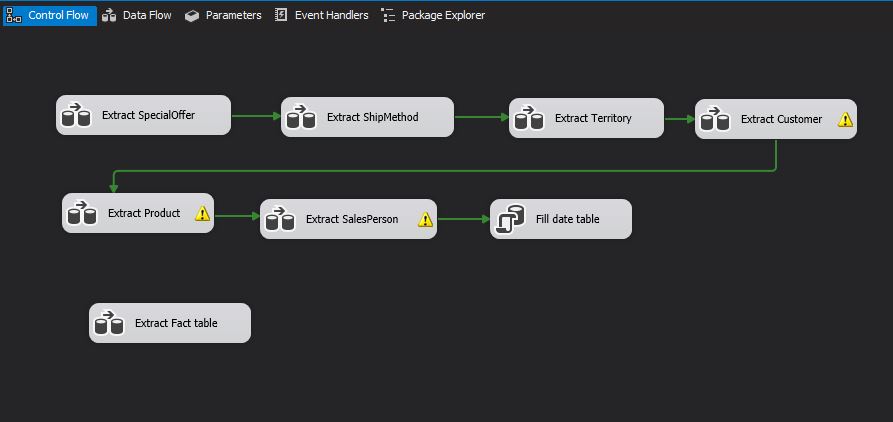 Control Flow Data Flow Parameters Event Handlers Package Explorer
Extract SpecialOffer Extract ShipMethod Extract Territory Extract Customer
Extract Product Extract SalesPerson Fill date table
Extract Fact table